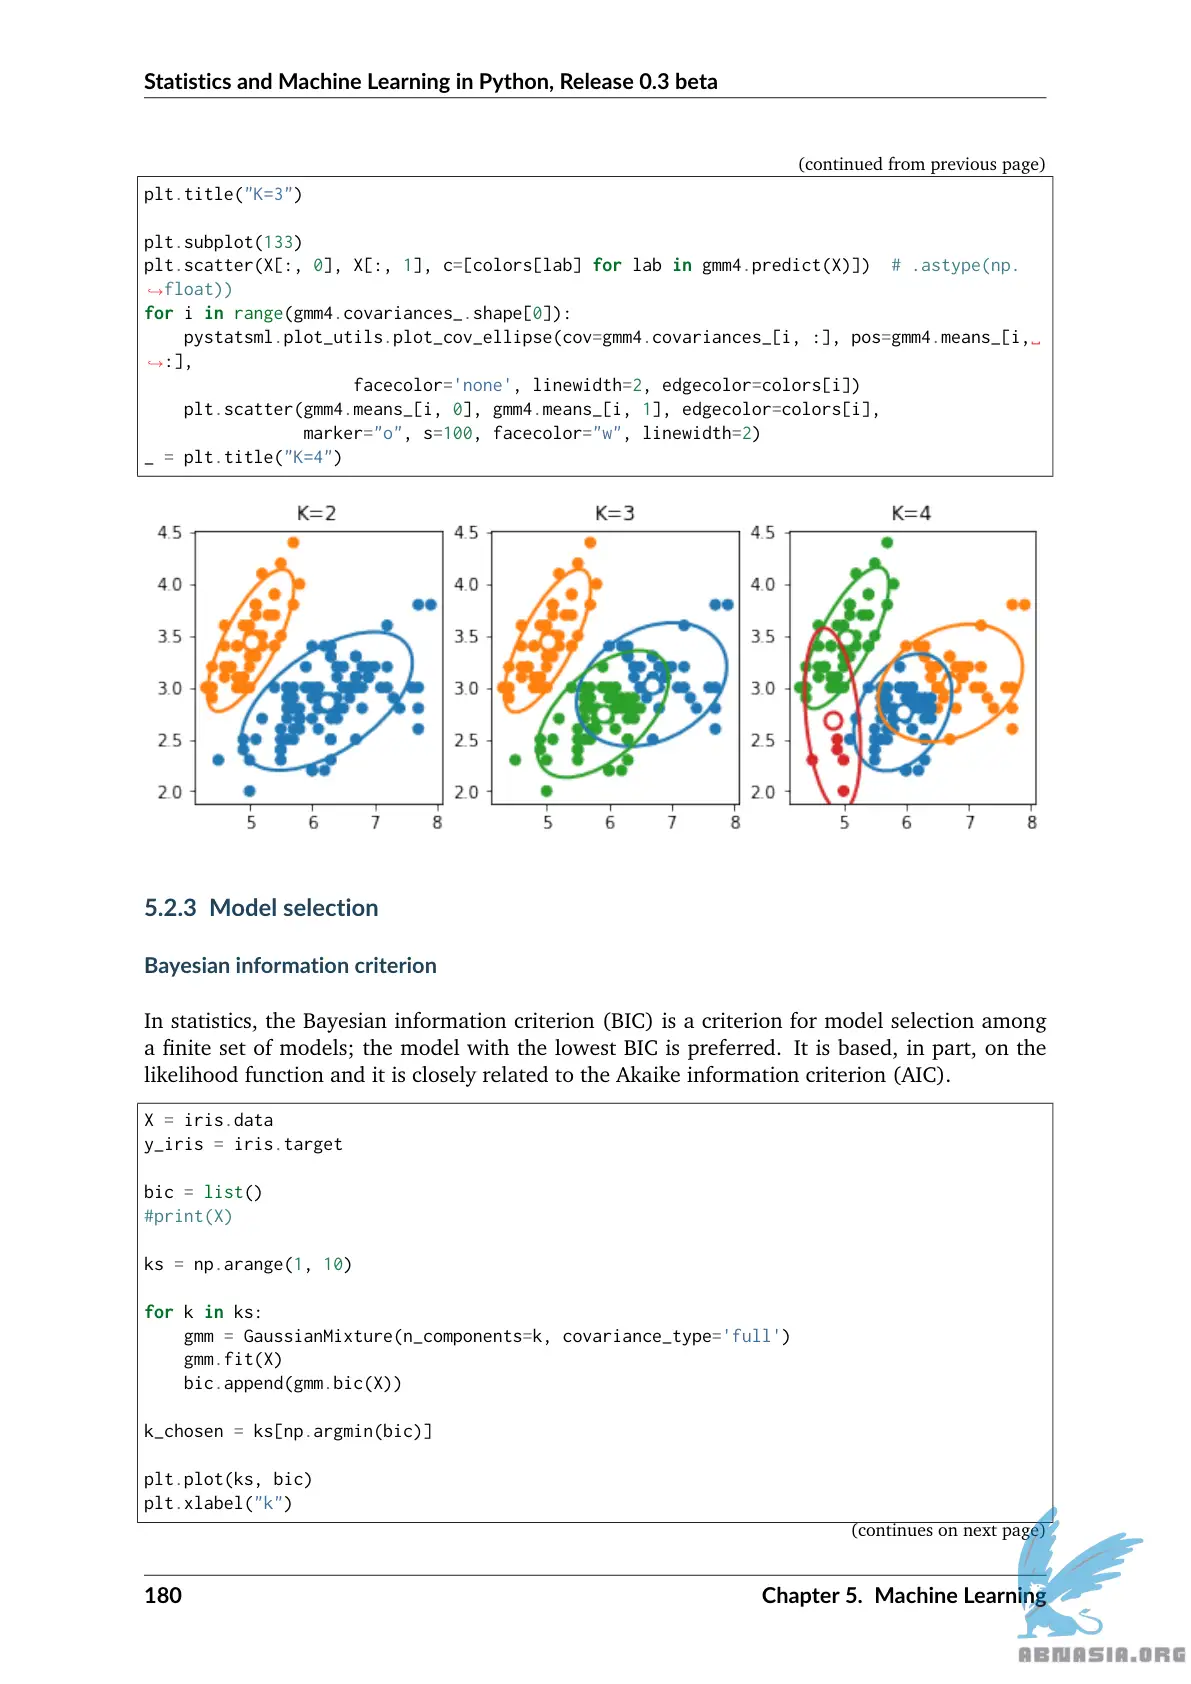 Statistics and Machine Learning in Python, Release 0.3 beta
(continued from previous page)
plt.title("K=3")
plt.subplot(133)
plt.scatter(X[:, 0], X[:, 1], c=[colors[lab] for lab in gmm4.predict(X)])  # .astype(np.
↪float))
for i in range(gmm4.covariances_.shape[0]):
    pystatsml.plot_utils.plot_cov_ellipse(cov=gmm4.covariances_[i, :], pos=gmm4.means_[i,␣
↪:],
                     facecolor='none', linewidth=2, edgecolor=colors[i])
    plt.scatter(gmm4.means_[i, 0], gmm4.means_[i, 1], edgecolor=colors[i],
                marker="o", s=100, facecolor="w", linewidth=2)
_ = plt.title("K=4")
K=2
4.5
4.0
3.5
3.0
2.5
2.0
5 6 7 8
K=3
4.5
4.0
3.5
3.0
2.5
2.0
5 6 7 8
K=4
4.5
4.0
3.5
3.0
2.5
2.0
5 6 7 8
5.2.3 Model selection
Bayesian information criterion
In statistics, the Bayesian information criterion (BIC) is a criterion for model selection among
a finite set of models; the model with the lowest BIC is preferred. It is based, in part, on the
likelihood function and it is closely related to the Akaike information criterion (AIC).
X = iris.data
y_iris = iris.target
bic = list()
#print(X)
ks = np.arange(1, 10)
for k in ks:
    gmm = GaussianMixture(n_components=k, covariance_type='full')
    gmm.fit(X)
    bic.append(gmm.bic(X))
k_chosen = ks[np.argmin(bic)]
plt.plot(ks, bic)
plt.xlabel("k")
(continues on next page)
180 Chapter 5. Machine Learning
ABNASIA.ORG